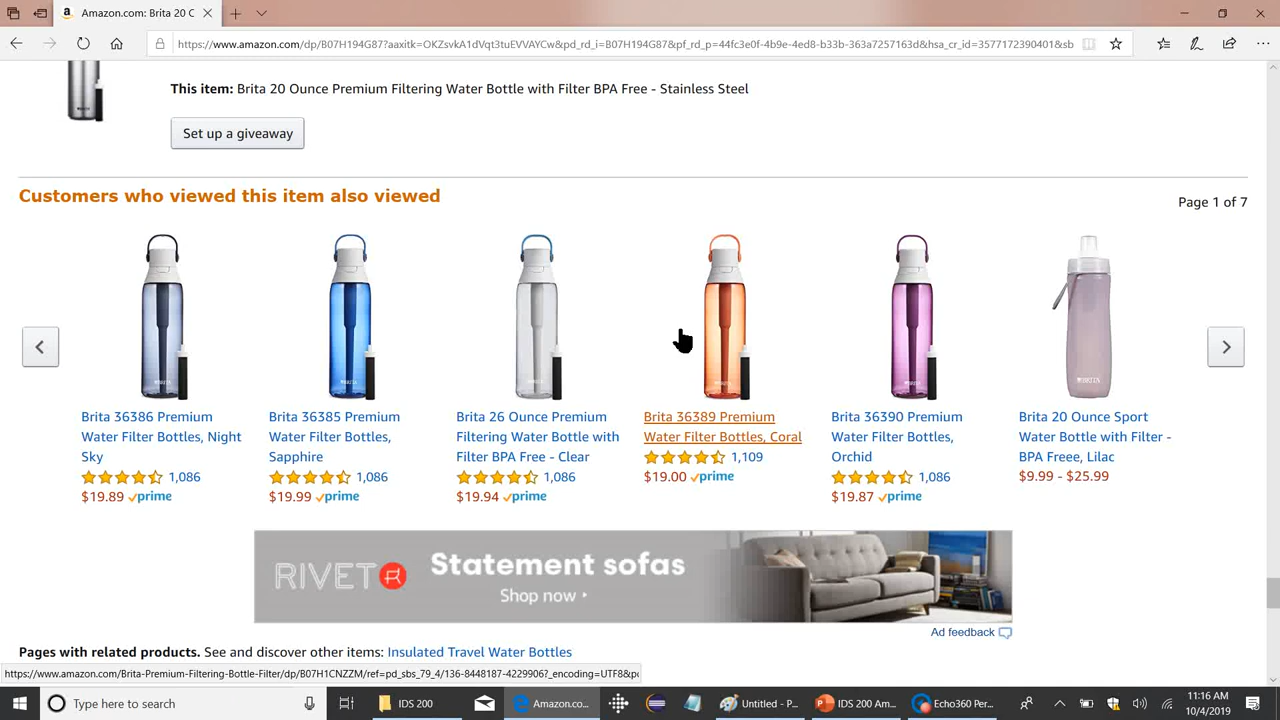 Amazon.com: Brita 20 C
https://www.amazon.com/dp/B07H194G87?aaxitk=OKZsvkA1dVqt3tuEVVAYCw&pd_rd_i=B07H194G87&pf_rd_p=44fc3e0f-4b9e-4ed8-b33b-363a7257163d&hsa_cr_id=3577172390401&sb
This item: Brita 20 Ounce Premium Filtering Water Bottle with Filter BPA Free - Stainless Steel
Set up a giveaway
Customers who viewed this item also viewed
Page 1 of 7
Brita 36386 Premium
Water Filter Bottles, Night
Sky
1,086
$19.89 prime
Brita 36385 Premium
Water Filter Bottles,
Sapphire
1,086
$19.99 prime
Brita 26 Ounce Premium
Filtering Water Bottle with
Filter BPA Free - Clear
1,086
$19.94 prime
Brita 36389 Premium
Water Filter Bottles, Coral
1,109
$19.00 prime
Brita 36390 Premium
Water Filter Bottles,
Orchid
1,086
$19.87 prime
BRITA
Brita 20 Ounce Sport
Water Bottle with Filter -
BPA Freee, Lilac
$9.99 - $25.99
RIVET R
Statement sofas
Shop now
Ad feedback
Pages with related products. See and discover other items: Insulated Travel Water Bottles
https://www.amazon.com/Brita-Premium-Filtering-Bottle-Filter/dp/B07H1CNZZM/ref=pd_sbs_79_4/136-8448187-4229906?_encoding=UTF8&pc
Type here to search
IDS 200
Amazon.co...
Untitled - P...
IDS 200 Am...
Echo360 Per...
11:16 AM
10/4/2019